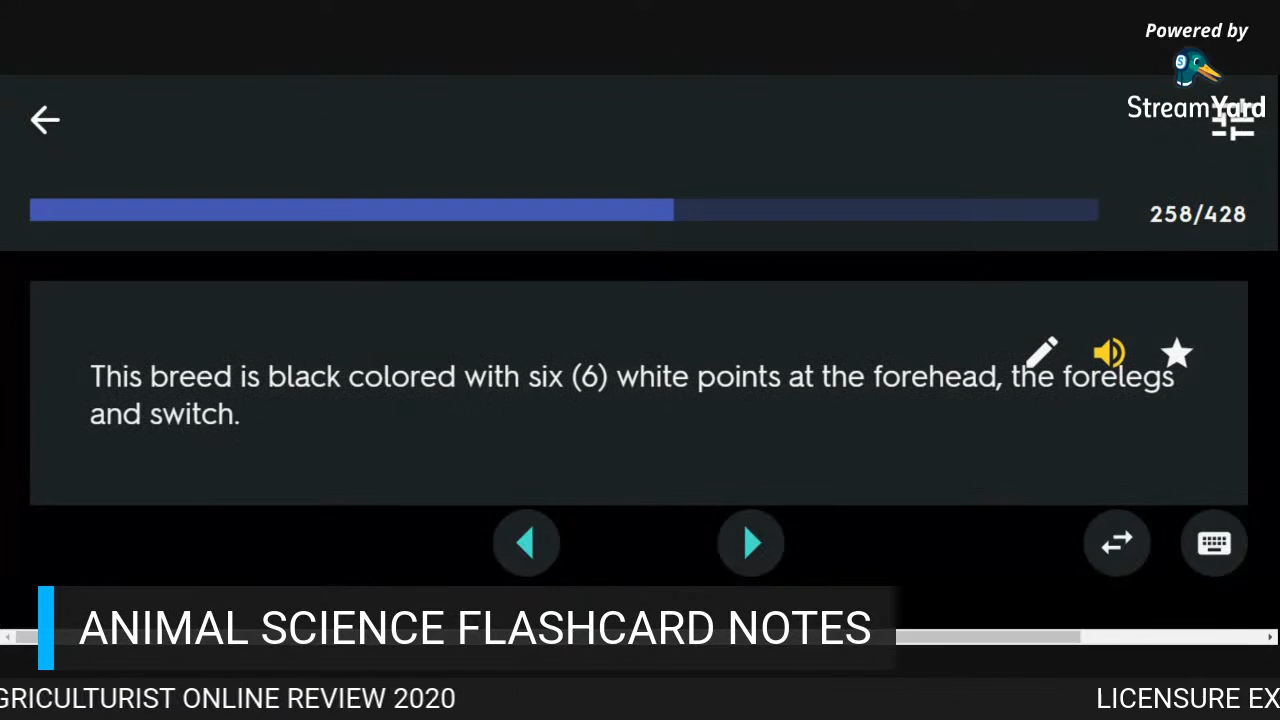 Powered by
StreamYard
258/428
This breed is black colored with six (6) white points at the forehead, the forelegs
and switch.
ANIMAL SCIENCE FLASHCARD NOTES
GRICULTURIST ONLINE REVIEW 2020
LICENSURE EX